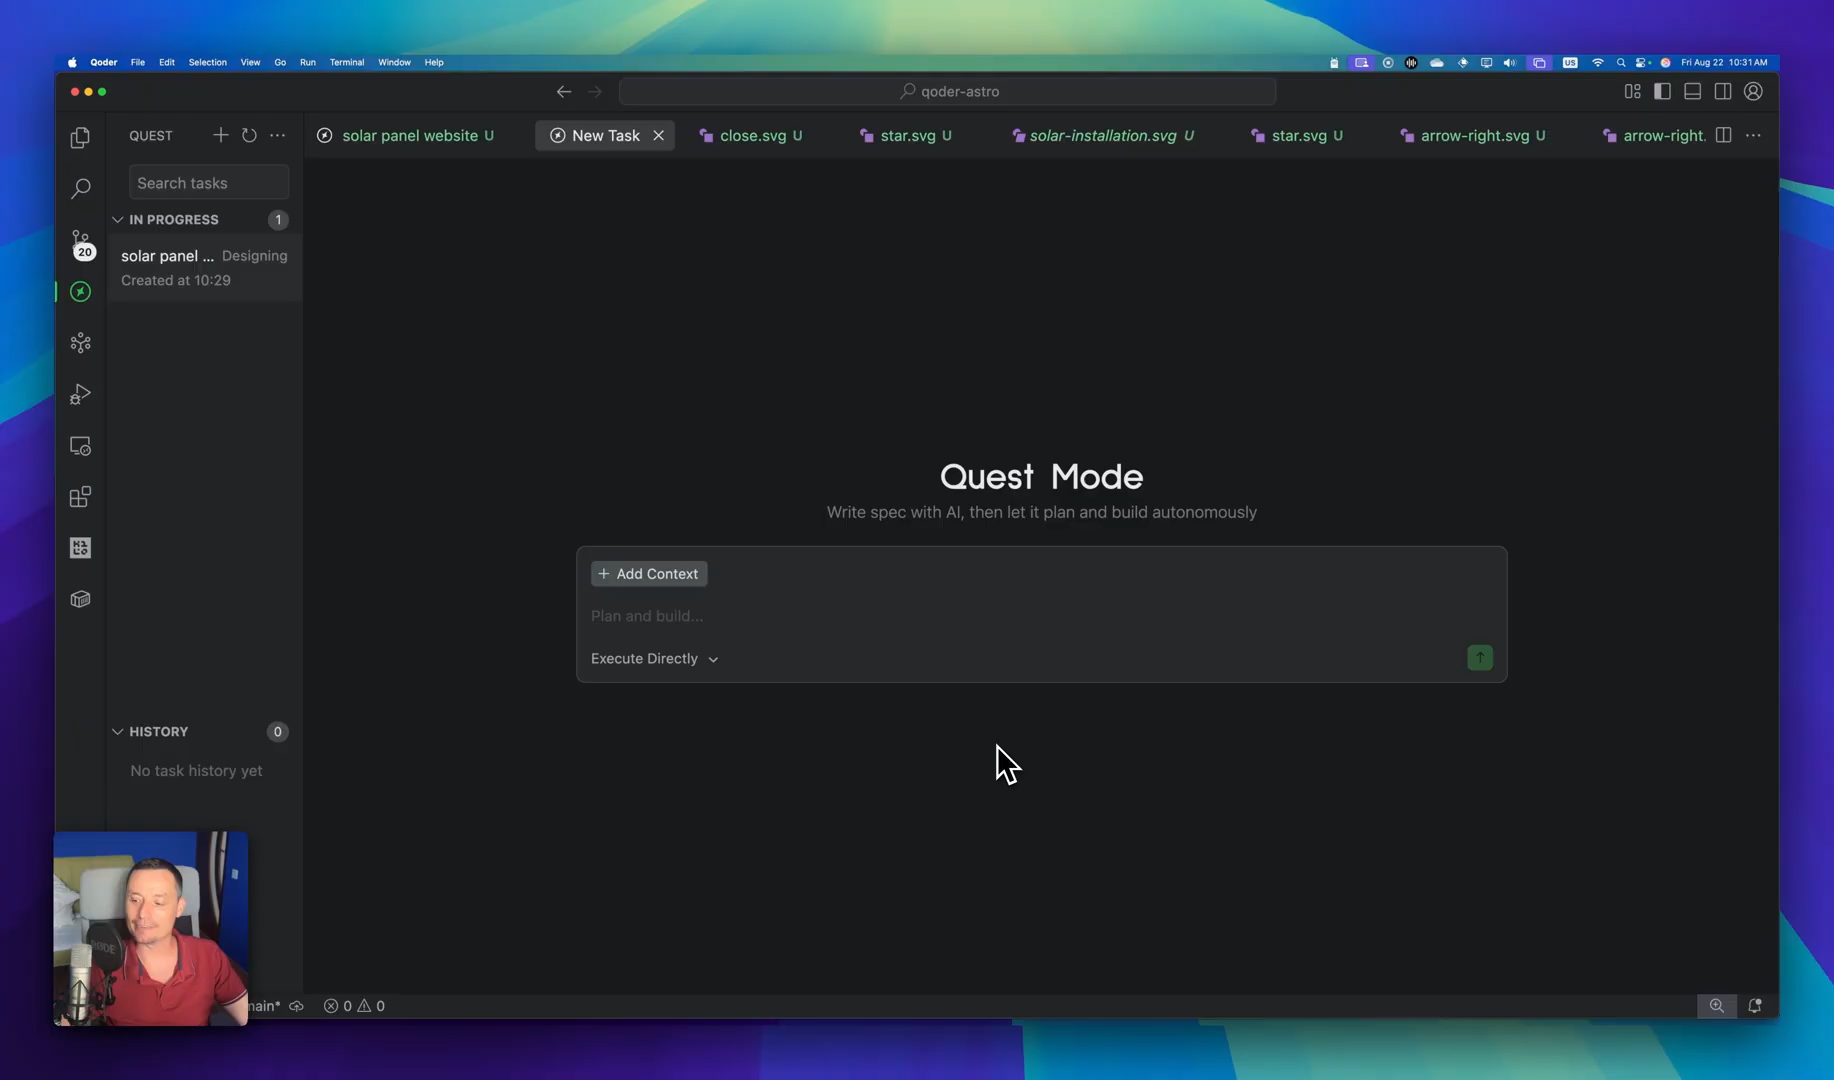 Qoder File Edit Selection View Go Run Terminal Window Help
US Fri Aug 22 10:31 AM
qoder-astro
QUEST
solar panel website U
New Task
close.svg U
star.svg U
solar-installation.svg U
star.svg U
arrow-right.svg U
arrow-right.
Search tasks
IN PROGRESS 1
20
solar panel ... Designing
Created at 10:29
Quest Mode
Write spec with AI, then let it plan and build autonomously
+ Add Context
Plan and build...
Execute Directly
HISTORY 0
No task history yet
RØDE
main* 0 0